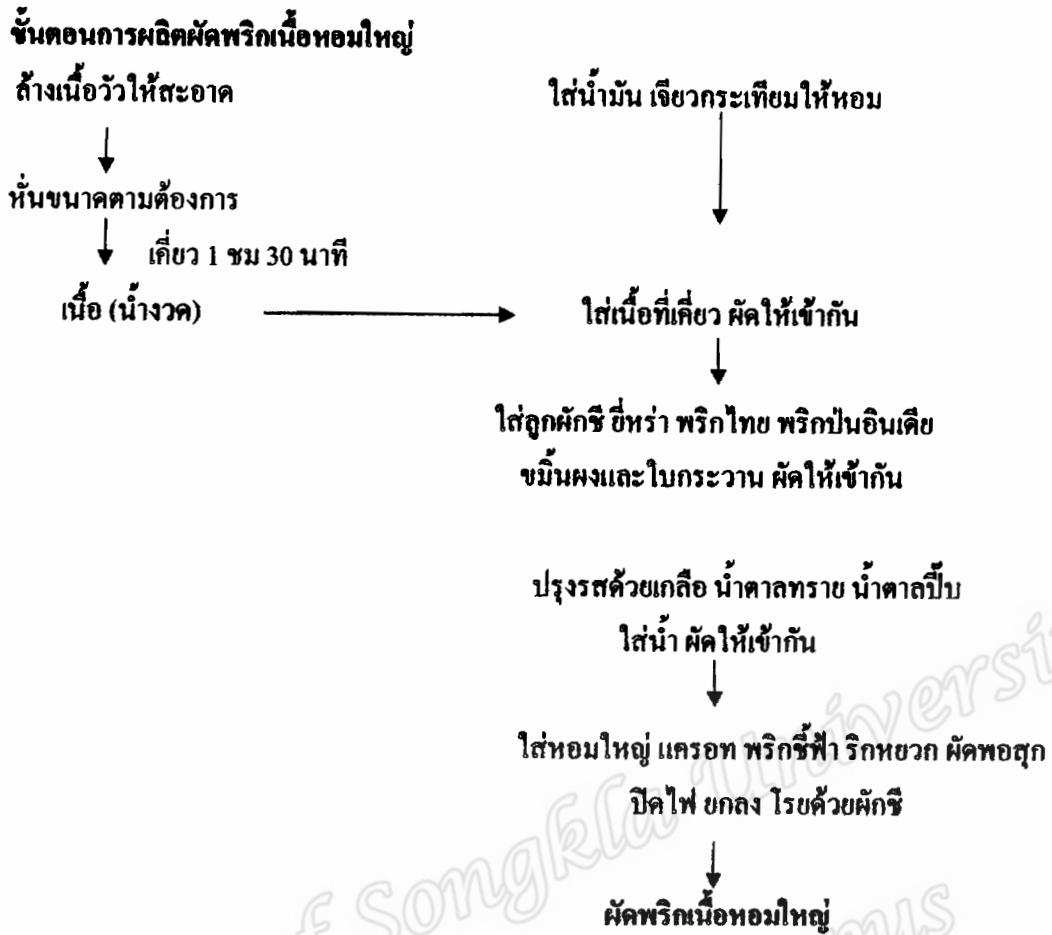 ขั้นตอนการผลิตผัดพริกเนื้อหอมใหญ่
ล้างเนื้อวัวให้สะอาด
หั่นขนาดตามต้องการ
เคี่ยว 1 ชม 30 นาที
เนื้อ (น้ำงวด)
ใส่น้ำมัน เจียวกระเทียมให้หอม
ใส่เนื้อที่เคี่ยว ผัดให้เข้ากัน
ใส่ลูกผักชี ยี่หร่า พริกไทย พริกป่นอินเดีย
ขมิ้นผงและใบกระวาน ผัดให้เข้ากัน
ปรุงรสด้วยเกลือ น้ำตาลทราย น้ำตาลปี๊บ
ใส่น้ำ ผัดให้เข้ากัน
ใส่หอมใหญ่ แครอท พริกชี้ฟ้า ริกหยวก ผัดพอสุก
ปิดไฟ ยกลง โรยด้วยผักชี
ผัดพริกเนื้อหอมใหญ่
f Songkla Universi